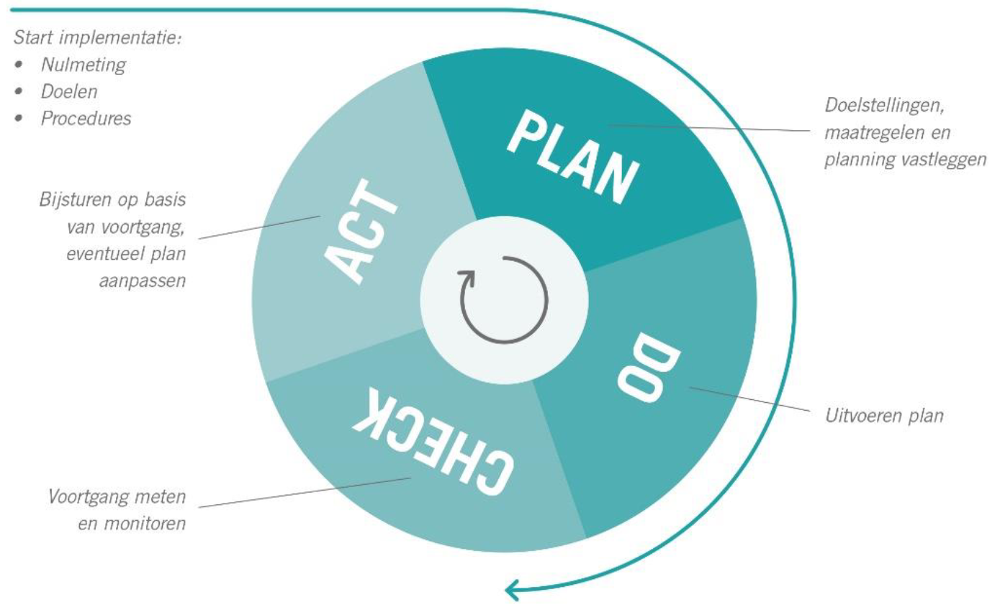 Start implementatie:
• Nulmeting
• Doelen
• Procedures
PLAN
Doelstellingen,
maatregelen en
planning vastleggen
DO
Uitvoeren plan
CHECK
Voortgang meten
en monitoren
ACT
Bijsturen op basis
van voortgang,
eventueel plan
aanpassen